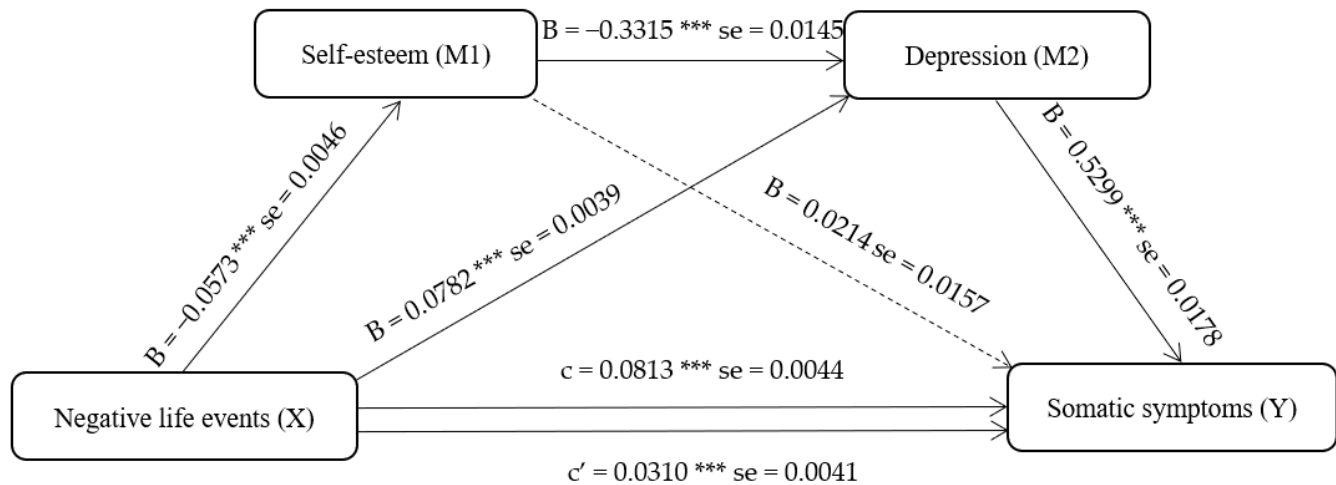 B = −0.3315 *** se = 0.0145
Self-esteem (M1)
Depression (M2)
B = −0.0573 *** se = 0.0046
B = 0.0782 *** se = 0.0039
B = 0.0214 se = 0.0157
B = 0.5299 *** se = 0.0178
c = 0.0813 *** se = 0.0044
Negative life events (X)
Somatic symptoms (Y)
c′ = 0.0310 *** se = 0.0041